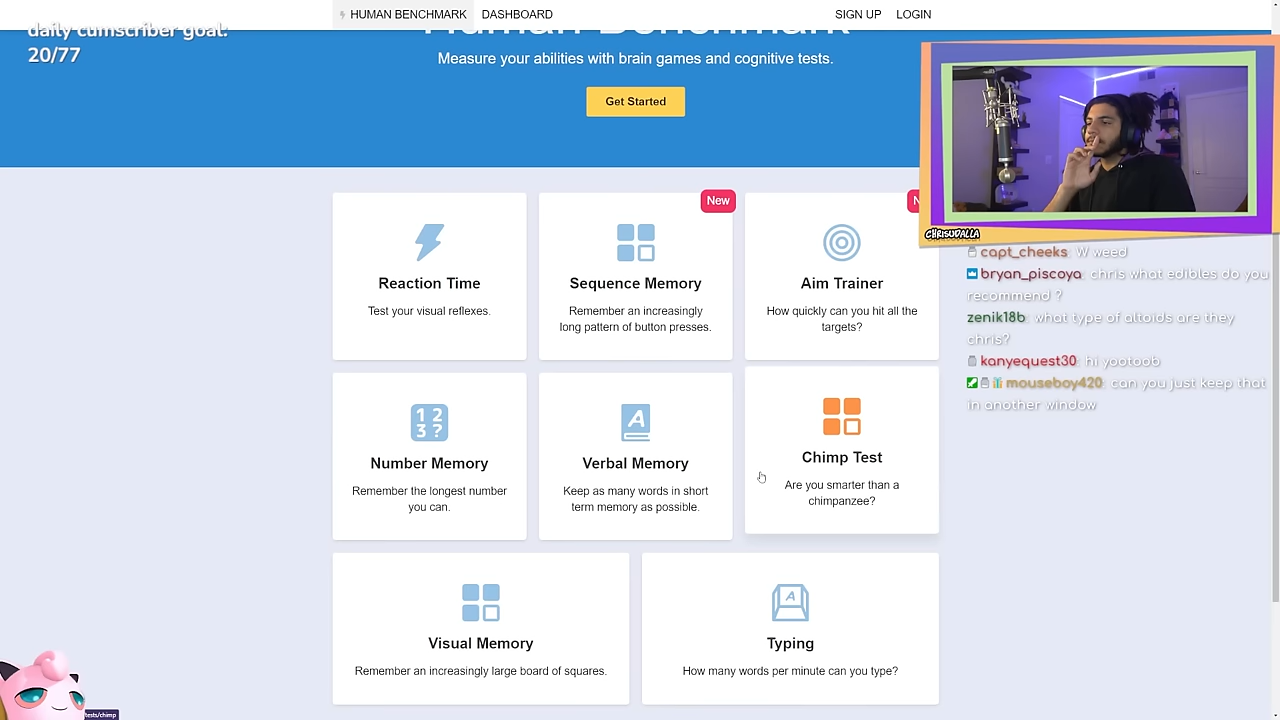 HUMAN BENCHMARK
DASHBOARD
SIGN UP
LOGIN
daily cumscriber goal:
20/77
Human Benchmark
Measure your abilities with brain games and cognitive tests.
Get Started
New
Reaction Time
Test your visual reflexes.
Sequence Memory
Remember an increasingly
long pattern of button presses.
Aim Trainer
How quickly can you hit all the
targets?
CHRISUDALLA
capt_cheeks: W weed
bryan_piscoya: chris what edibles do you
recommend ?
zenik18b: what type of altoids are they
chris?
kanyequest30: hi yootoob
mouseboy420: can you just keep that
in another window
1 2
3 ?
Number Memory
Remember the longest number
you can.
A
Verbal Memory
Keep as many words in short
term memory as possible.
Chimp Test
Are you smarter than a
chimpanzee?
Visual Memory
Remember an increasingly large board of squares.
A
Typing
How many words per minute can you type?
tests/chimp